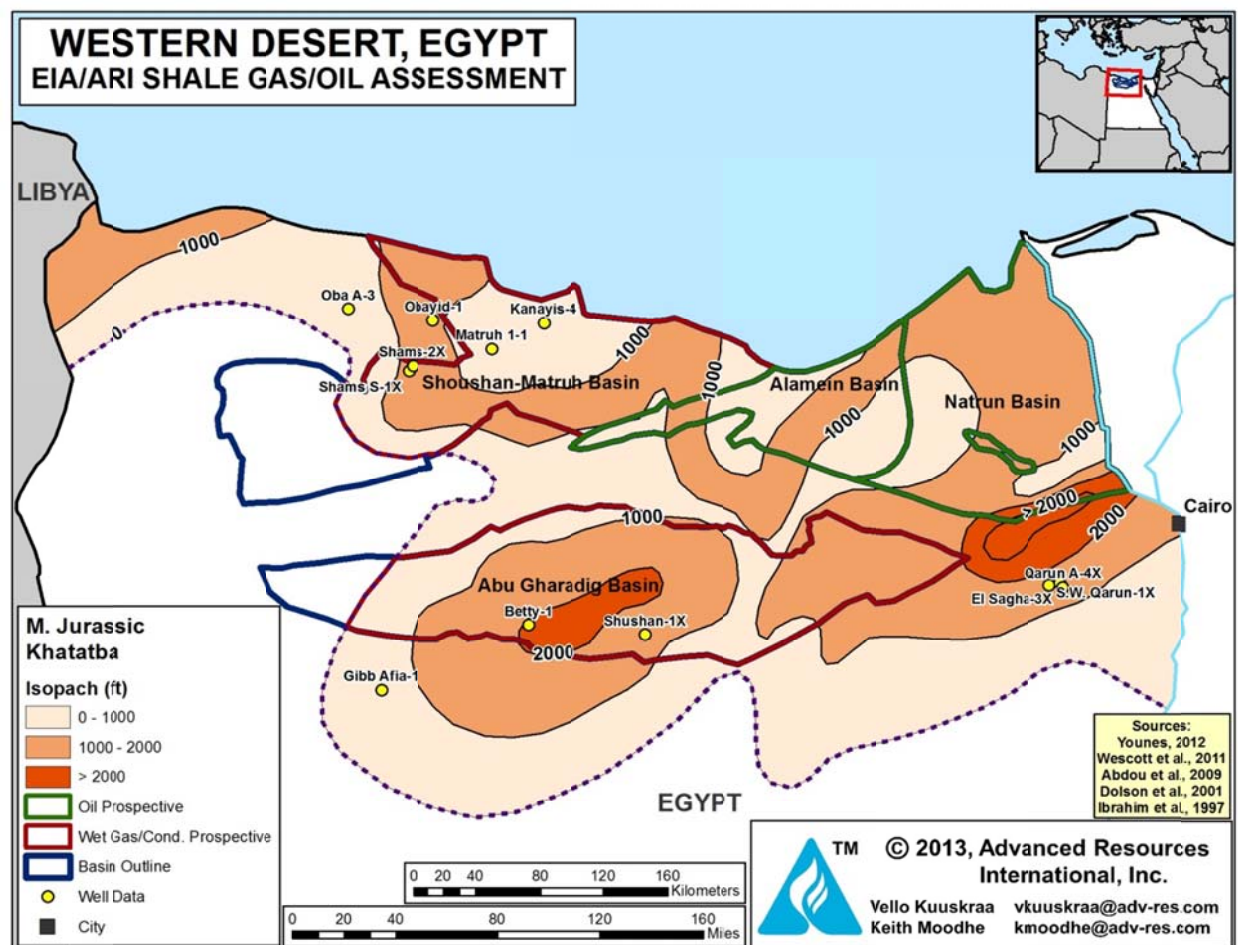 WESTERN DESERT, EGYPT
EIA/ARI SHALE GAS/OIL ASSESSMENT
LIBYA
1000
0
Oba A-3
Obayid-1
Kanayis-4
Matruh 1-1
Shams-2X
Shams S-1X
Shoushan-Matruh Basin
1000
1000
Alamein Basin
1000
Natrun Basin
1000
> 2000
2000
Cairo
1000
Abu Gharadig Basin
Betty-1
Shushan-1X
2000
Gibb Afia-1
Qarun A-4X
El Sagha-3X
S.W. Qarun-1X
EGYPT
M. Jurassic
Khatatba
Isopach (ft)
0 - 1000
1000 - 2000
> 2000
Oil Prospective
Wet Gas/Cond. Prospective
Basin Outline
Well Data
City
Sources:
Younes, 2012
Wescott et al., 2011
Abdou et al., 2009
Dolson et al., 2001
Ibrahim et al., 1997
0 20 40 80 120 160
Kilometers
0 20 40 80 120 160
Miles
TM
© 2013, Advanced Resources
International, Inc.
Vello Kuuskraa vkuuskraa@adv-res.com
Keith Moodhe kmoodhe@adv-res.com